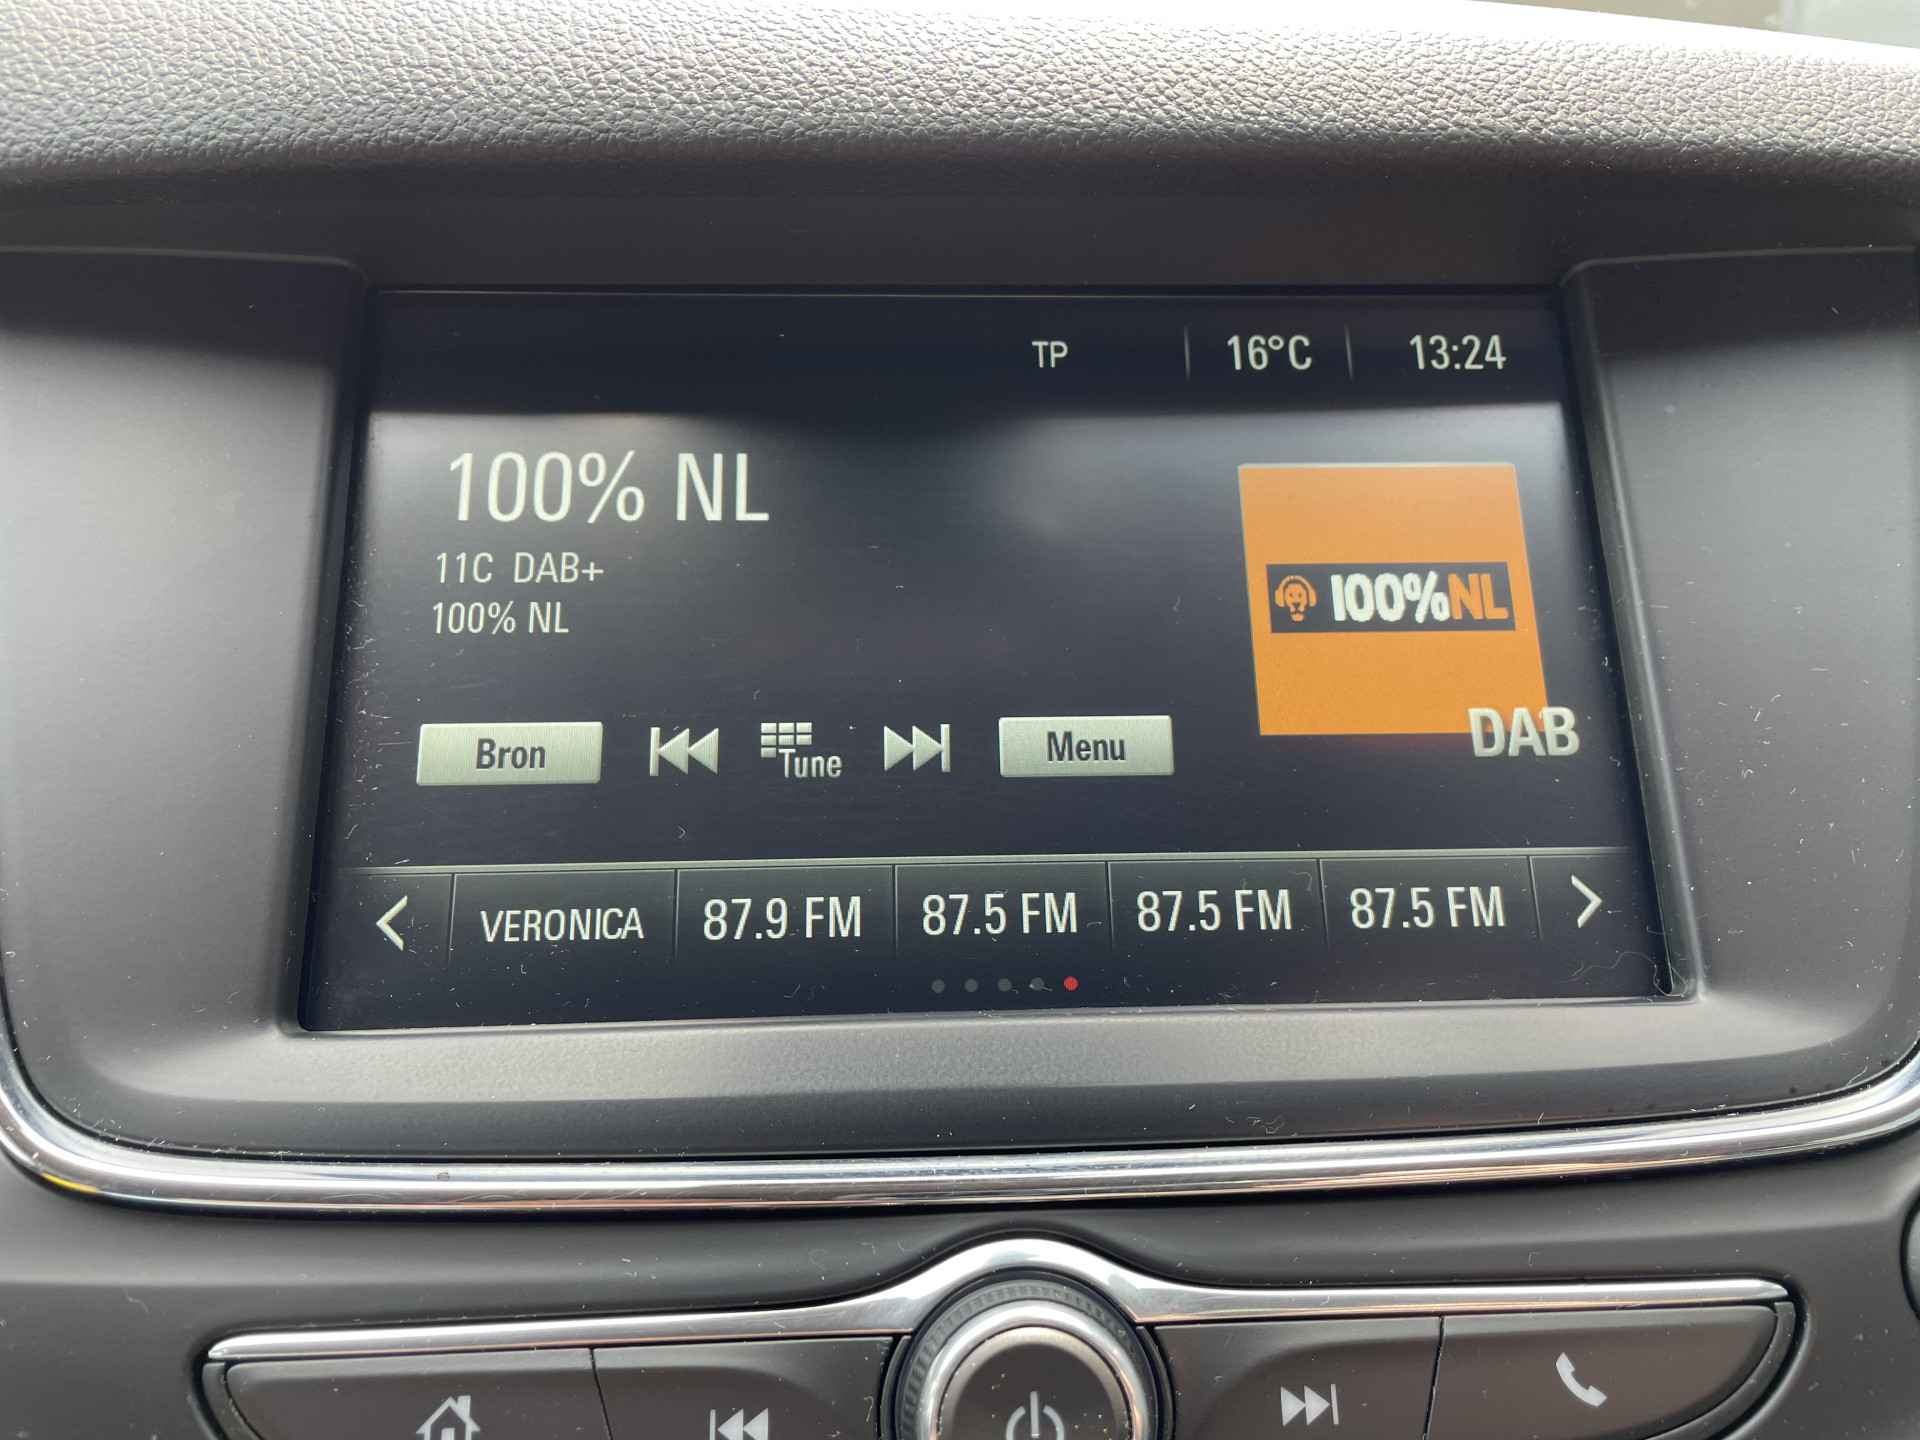 TP 16°C 13:24
100% NL
11C DAB+
100% NL
100%NL
DAB
Bron Tune Menu
VERONICA 87.9 FM 87.5 FM 87.5 FM 87.5 FM